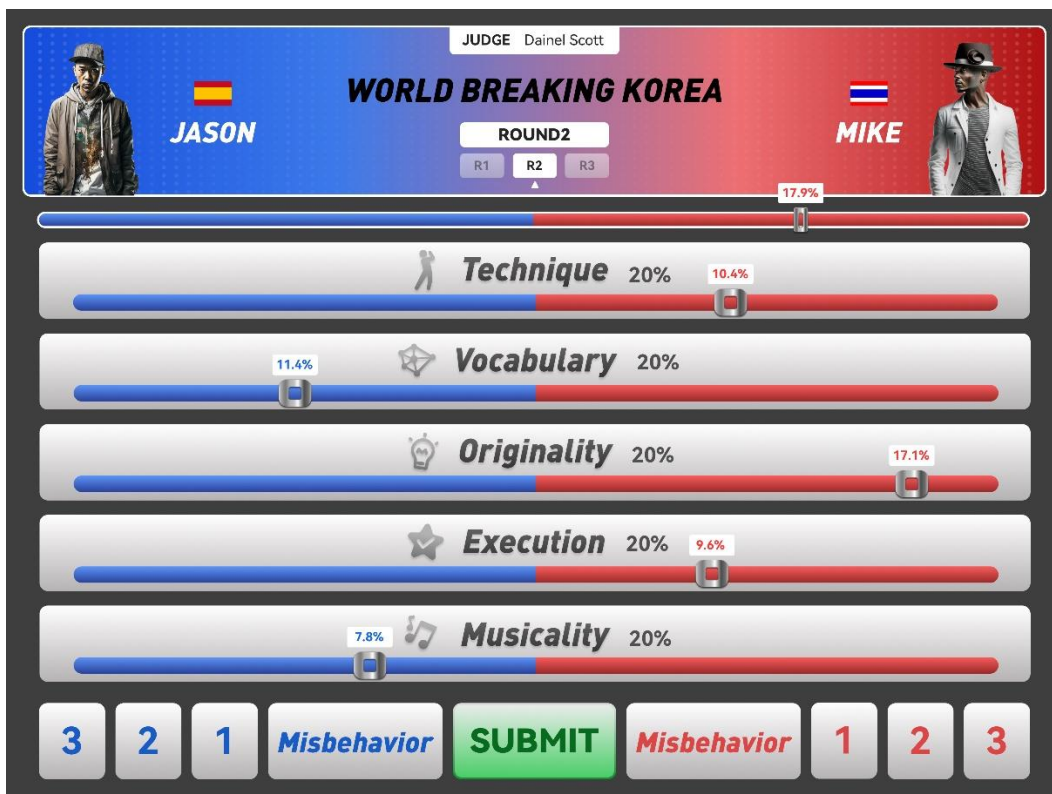 JUDGE Dainel Scott
WORLD BREAKING KOREA
JASON
MIKE
ROUND2
R1 R2 R3
17.9%
Technique 20% 10.4%
11.4% Vocabulary 20%
Originality 20% 17.1%
Execution 20% 9.6%
7.8% Musicality 20%
3 2 1 Misbehavior SUBMIT Misbehavior 1 2 3